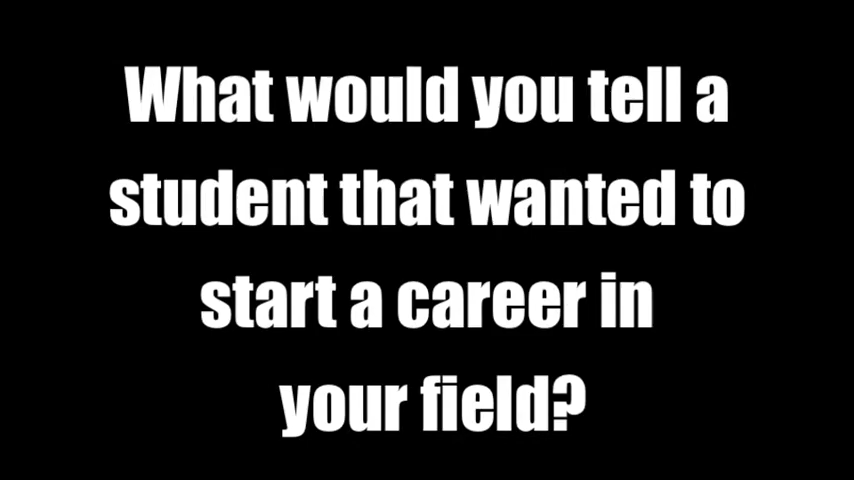 What would you tell a
student that wanted to
start a career in
your field?